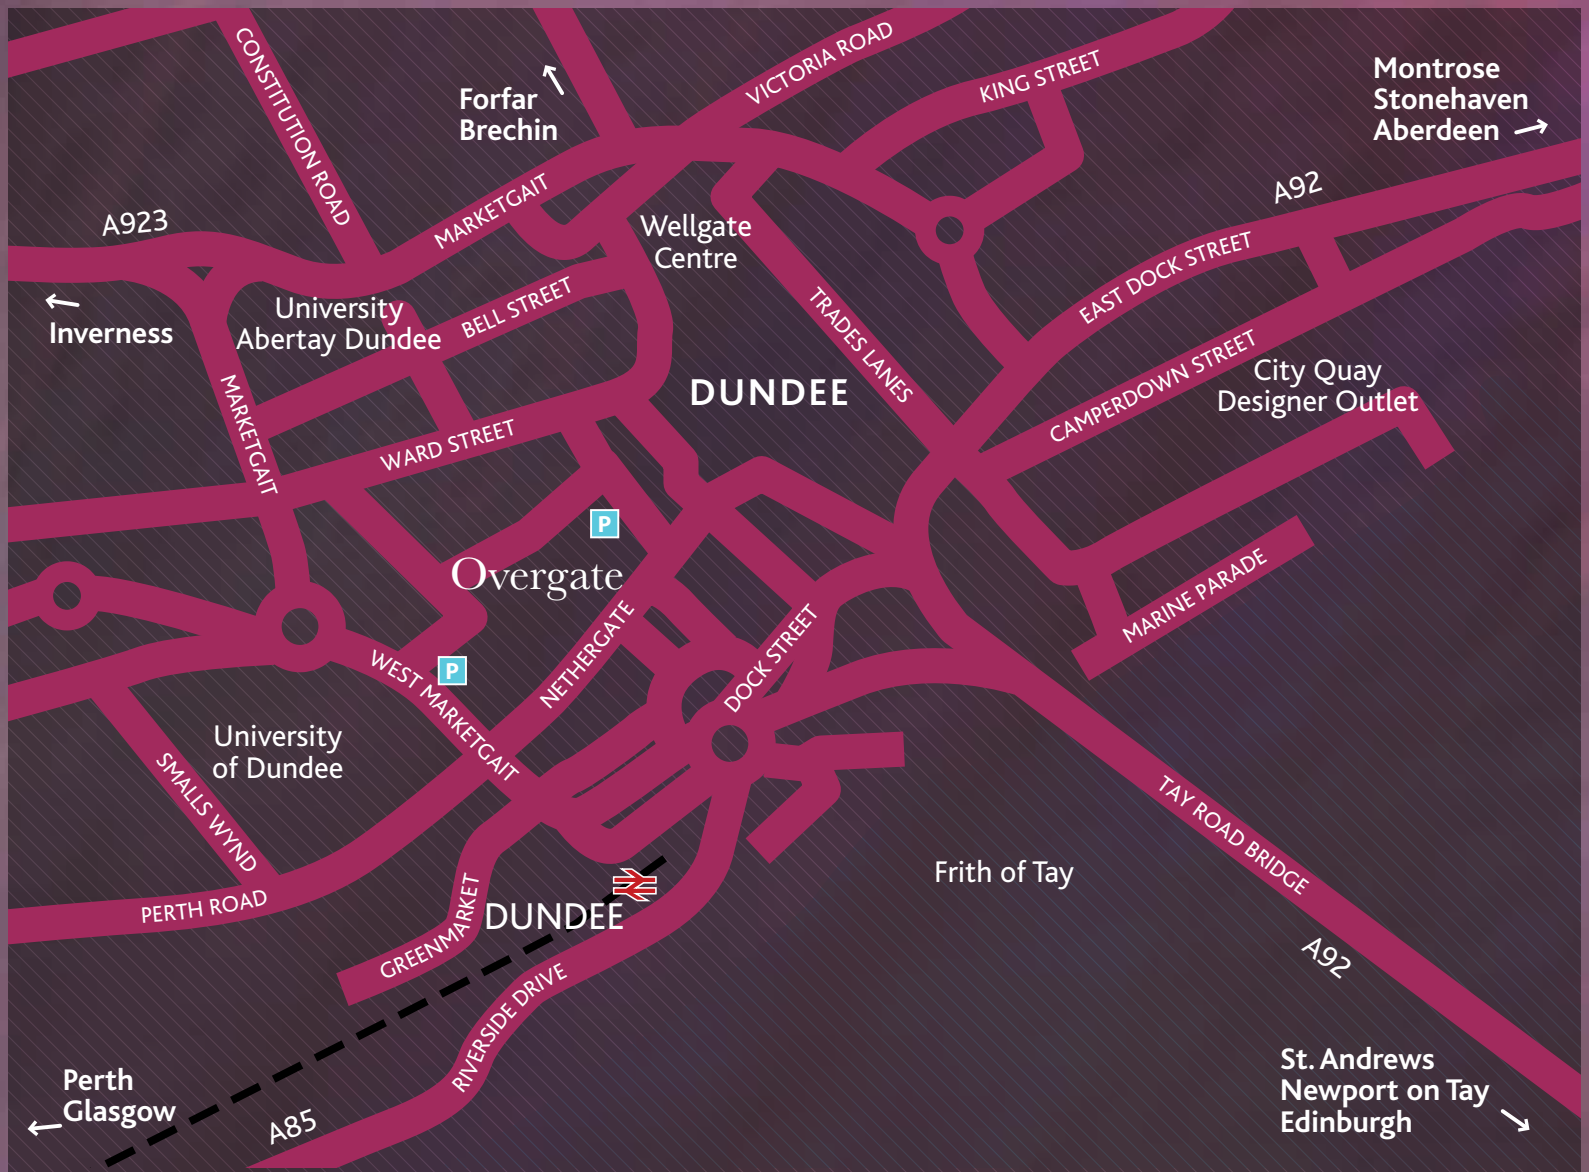 CONSTITUTION ROAD
VICTORIA ROAD
KING STREET
Forfar
Brechin
Montrose
Stonehaven
Aberdeen
A923
MARKETGAIT
A92
Wellgate
Centre
Inverness
University
Abertay Dundee
BELL STREET
TRADES LANES
EAST DOCK STREET
CAMPERDOWN STREET
City Quay
Designer Outlet
MARKETGAIT
DUNDEE
WARD STREET
P
Overgate
MARINE PARADE
NETHERGATE
DOCK STREET
P
WEST MARKETGAIT
University
of Dundee
SMALLS WYND
TAY ROAD BRIDGE
Frith of Tay
PERTH ROAD
GREENMARKET
DUNDEE
RIVERSIDE DRIVE
A92
Perth
Glasgow
A85
St. Andrews
Newport on Tay
Edinburgh